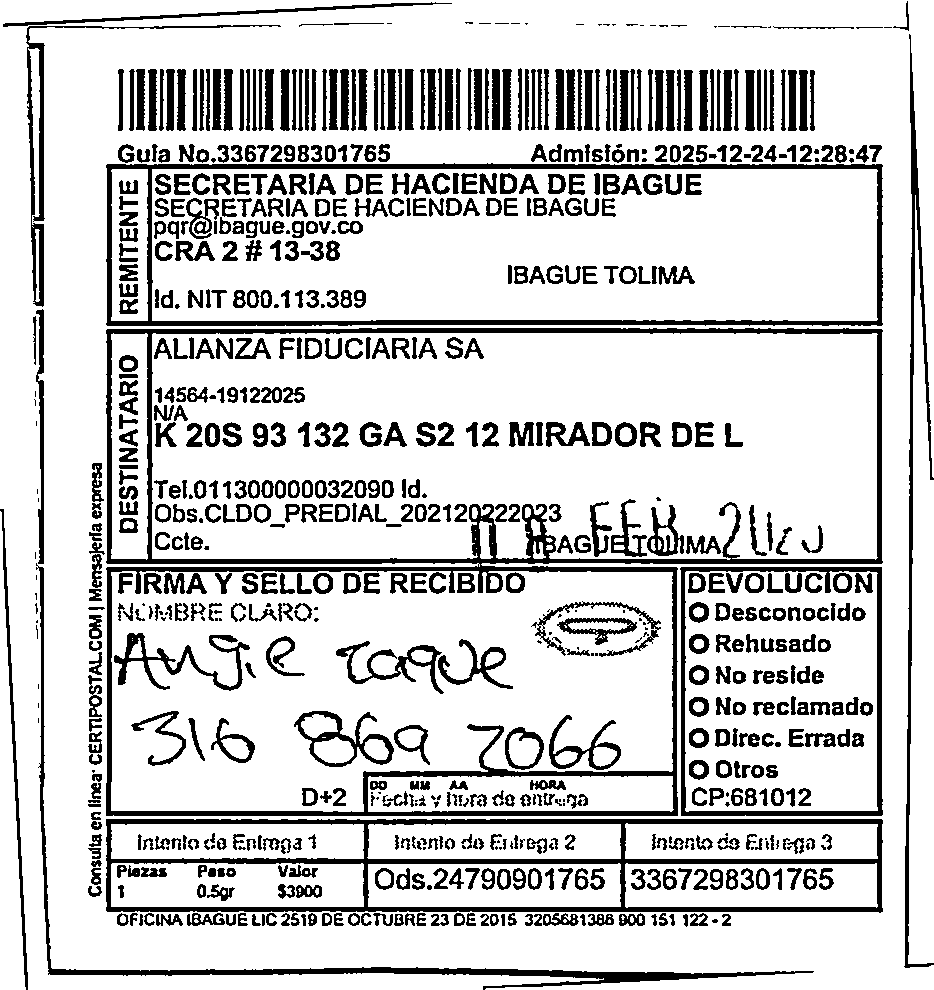 Guia No.3367298301765 Admisión: 2025-12-24-12:28:47
REMITENTE
SECRETARIA DE HACIENDA DE IBAGUE
SECRETARIA DE HACIENDA DE IBAGUE
pqr@ibague.gov.co
CRA 2 # 13-38
IBAGUE TOLIMA
Id. NIT 800.113.389
DESTINATARIO
ALIANZA FIDUCIARIA SA
14564-19122025
N/A
K 20S 93 132 GA S2 12 MIRADOR DE L
Tel.011300000032090 Id.
Obs.CLDO_PREDIAL_202120222023
Ccte. IBAGUE TOLIMA
FEB
FIRMA Y SELLO DE RECIBIDO
NOMBRE CLARO:
Angie
316 869 2066
D+2
DD MM AA HORA
Fecha y hora de entrega
DEVOLUCION
Desconocido
Rehusado
No reside
No reclamado
Direc. Errada
Otros
CP:681012
Intento de Entrega 1 Intento de Entrega 2 Intento de Entrega 3
Piezas Peso Valor
1 0.5gr $3900
Ods.24790901765 3367298301765
OFICINA IBAGUE LIC 2519 DE OCTUBRE 23 DE 2015 3205681386 900 151 122 - 2
Consulta en línea: CERTIPOSTAL.COM | Mensajería expresa